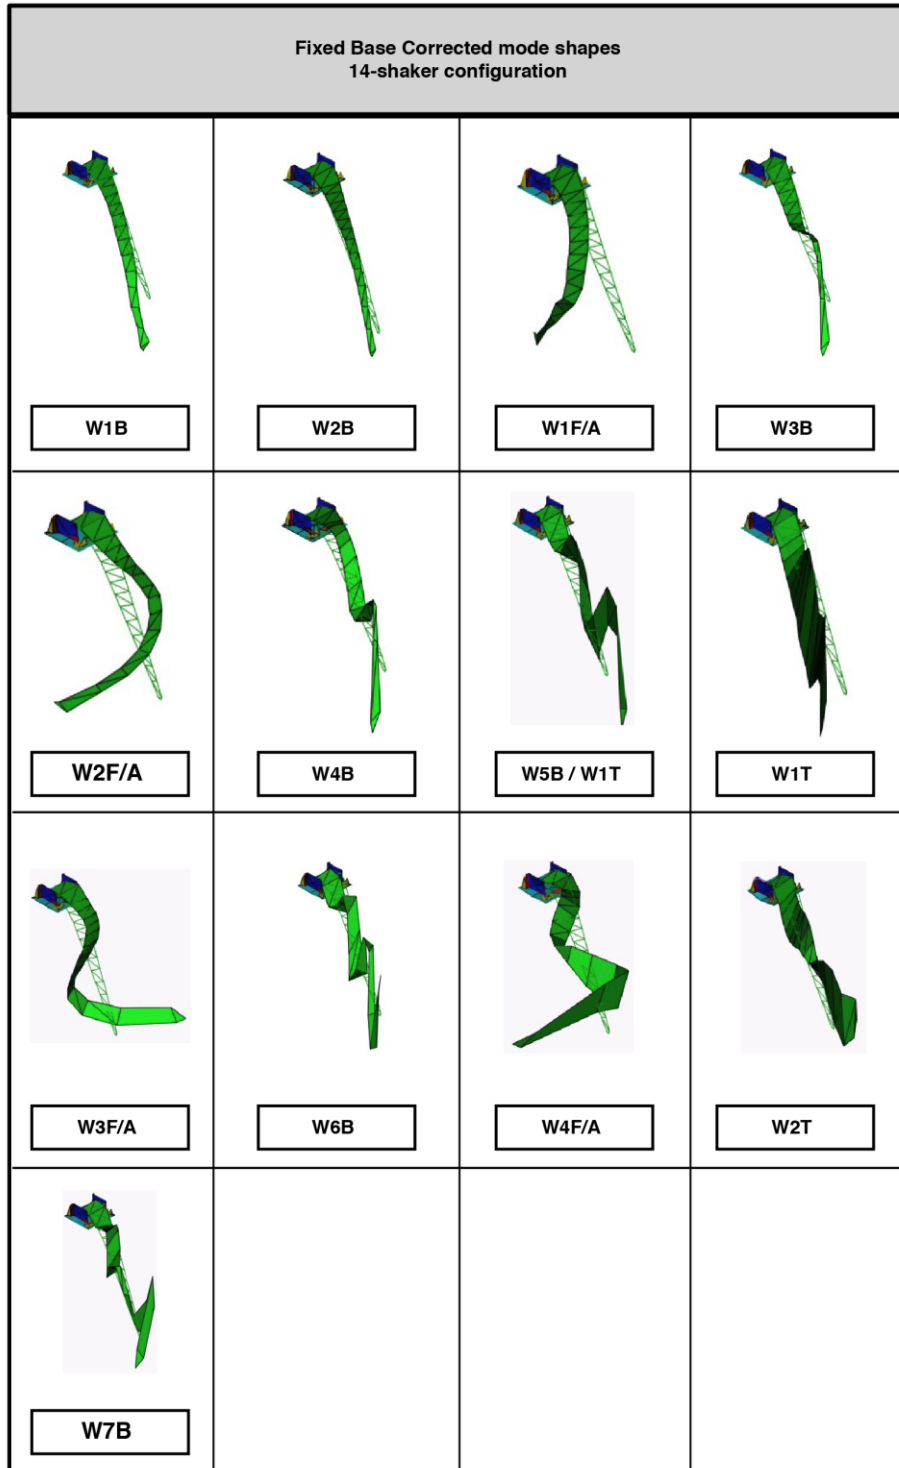 Fixed Base Corrected mode shapes
14-shaker configuration
W1B
W2B
W1F/A
W3B
W2F/A
W4B
W5B / W1T
W1T
W3F/A
W6B
W4F/A
W2T
W7B